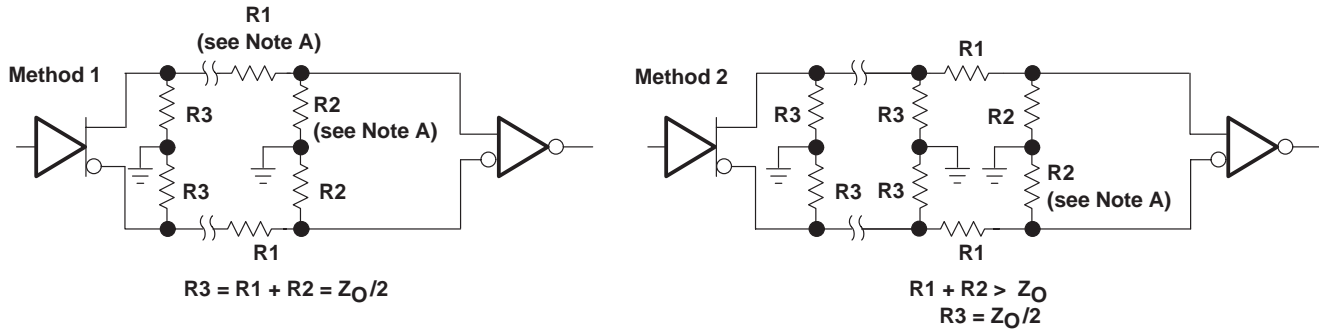 Method 1
R1
(see Note A)
R3
R2
(see Note A)
R3
R2
R1
R3 = R1 + R2 = ZO/2
Method 2
R1
R3
R3
R2
R3
R3
R2
(see Note A)
R1
R1 + R2 > ZO
R3 = ZO/2